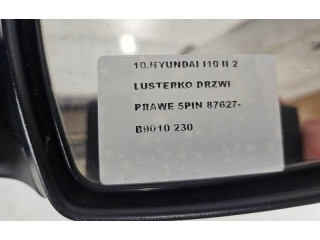 10.HYUNDAI I10 II 2
LUSTERKO DRZWI
PRAWE 5PIN 87627-
B9010 230